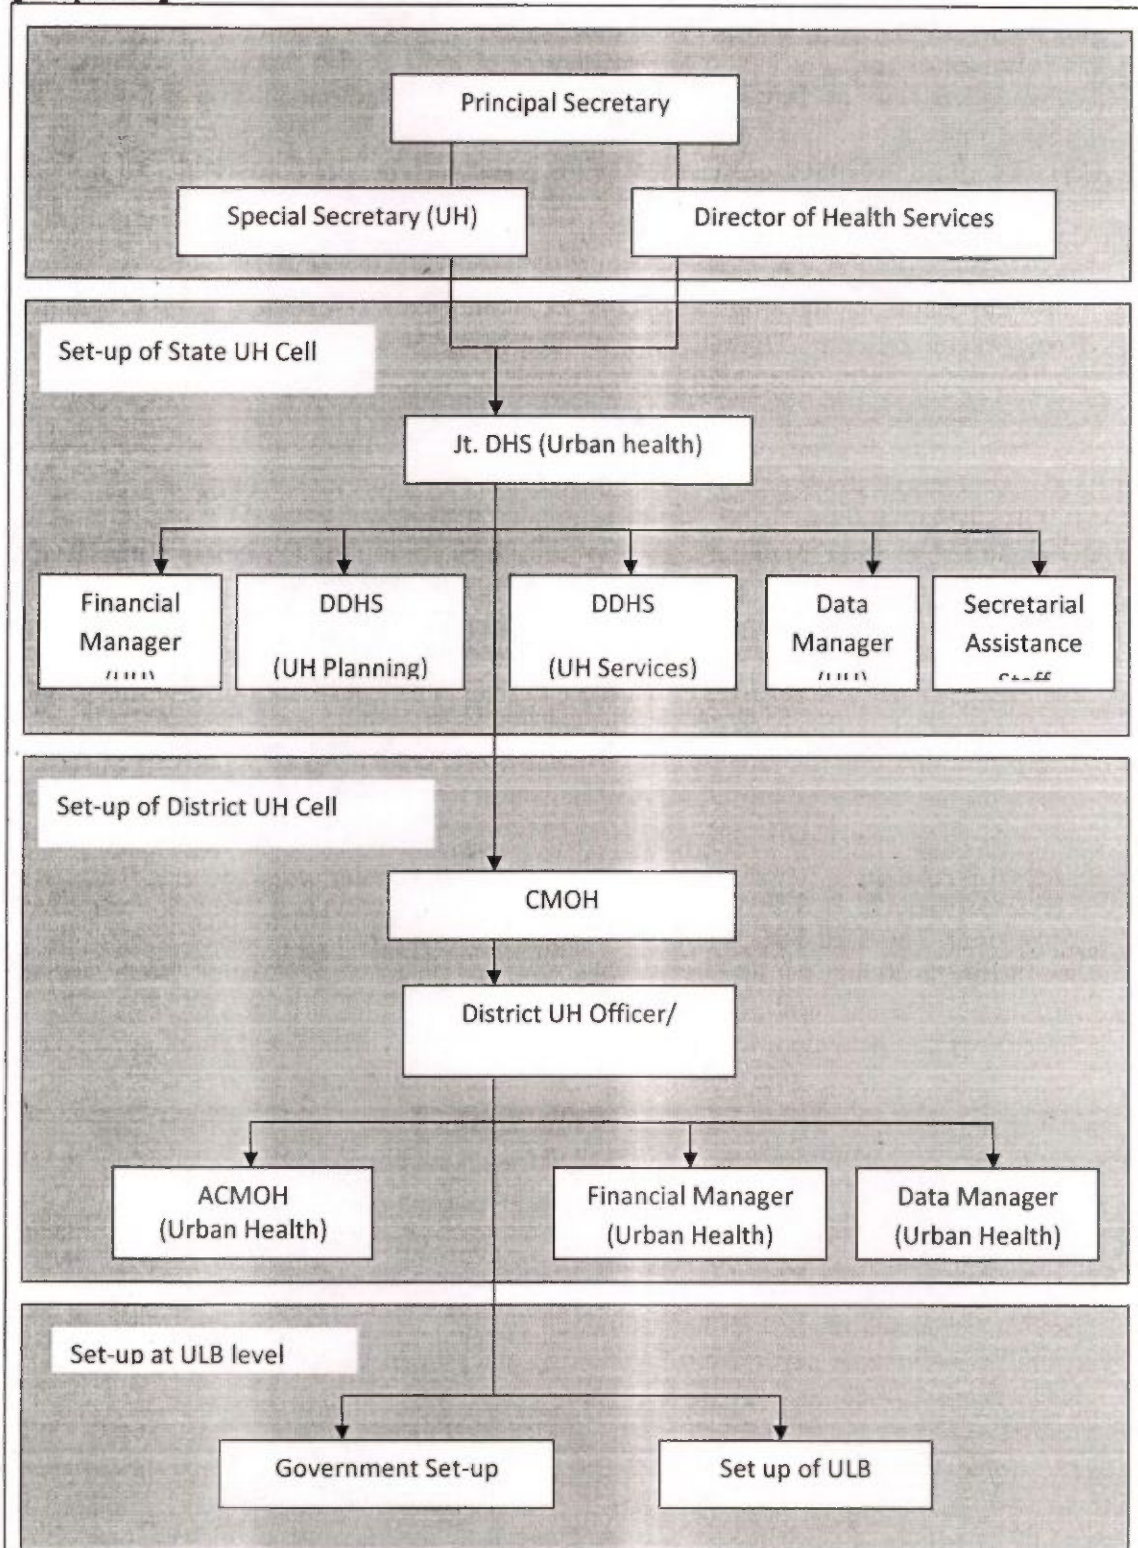 Principal Secretary
Special Secretary (UH)
Director of Health Services
Set-up of State UH Cell
Jt. DHS (Urban health)
Financial
Manager
DDHS
(UH Planning)
DDHS
(UH Services)
Data
Manager
Secretarial
Assistance
Staff
Set-up of District UH Cell
CMOH
District UH Officer/
ACMOH
(Urban Health)
Financial Manager
(Urban Health)
Data Manager
(Urban Health)
Set-up at ULB level
Government Set-up
Set up of ULB